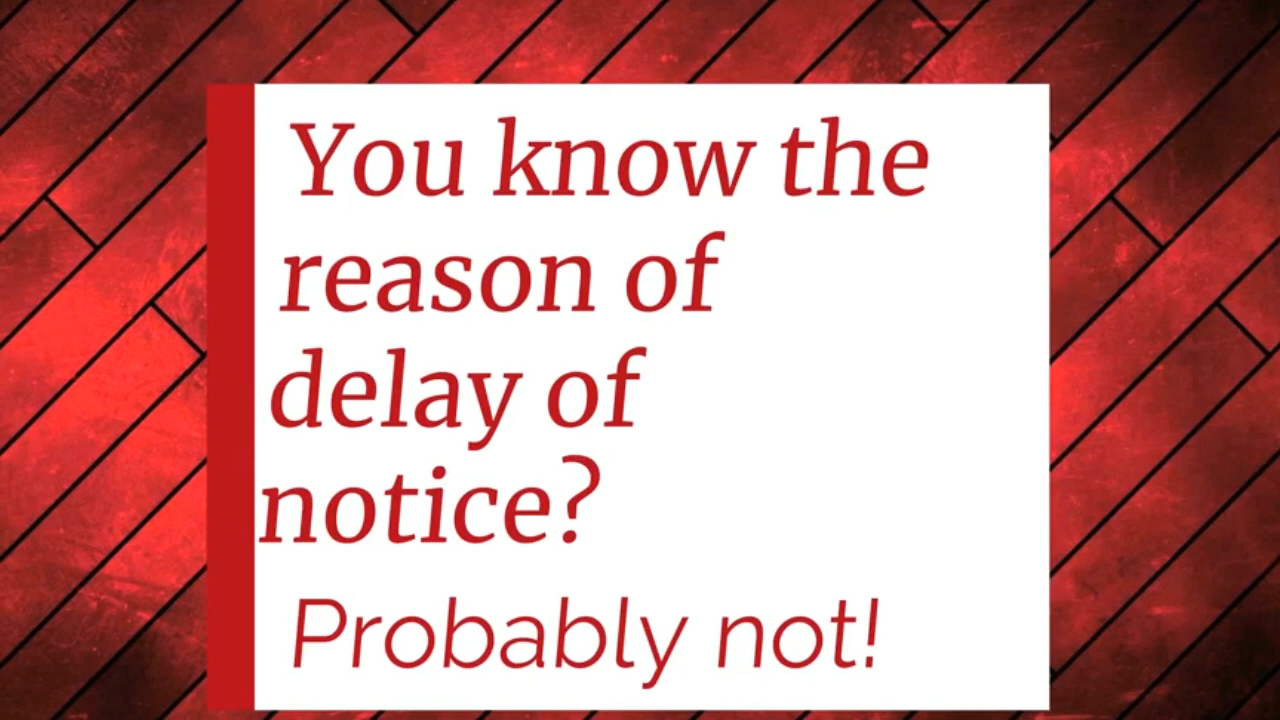 You know the
reason of
delay of
notice?
Probably not!